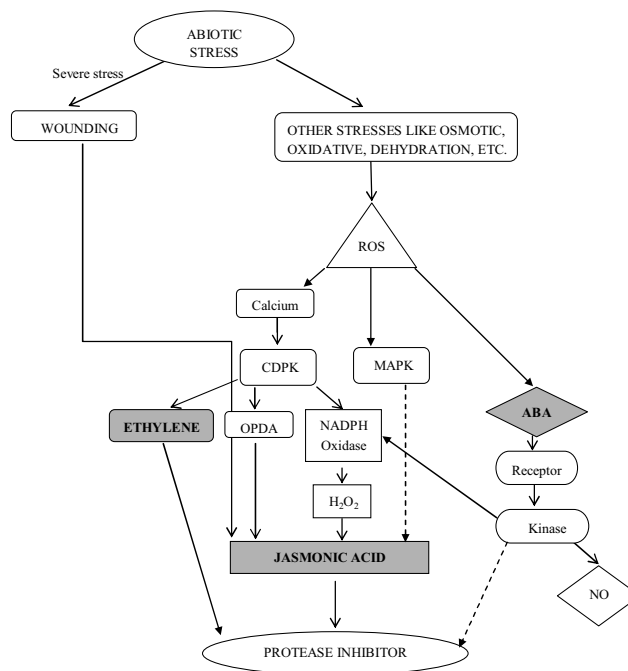 ABIOTIC
STRESS
Severe stress
WOUNDING
OTHER STRESSES LIKE OSMOTIC,
OXIDATIVE, DEHYDRATION, ETC.
ROS
Calcium
CDPK
MAPK
ETHYLENE
OPDA
NADPH
Oxidase
ABA
Receptor
H₂O₂
Kinase
JASMONIC ACID
NO
PROTEASE INHIBITOR